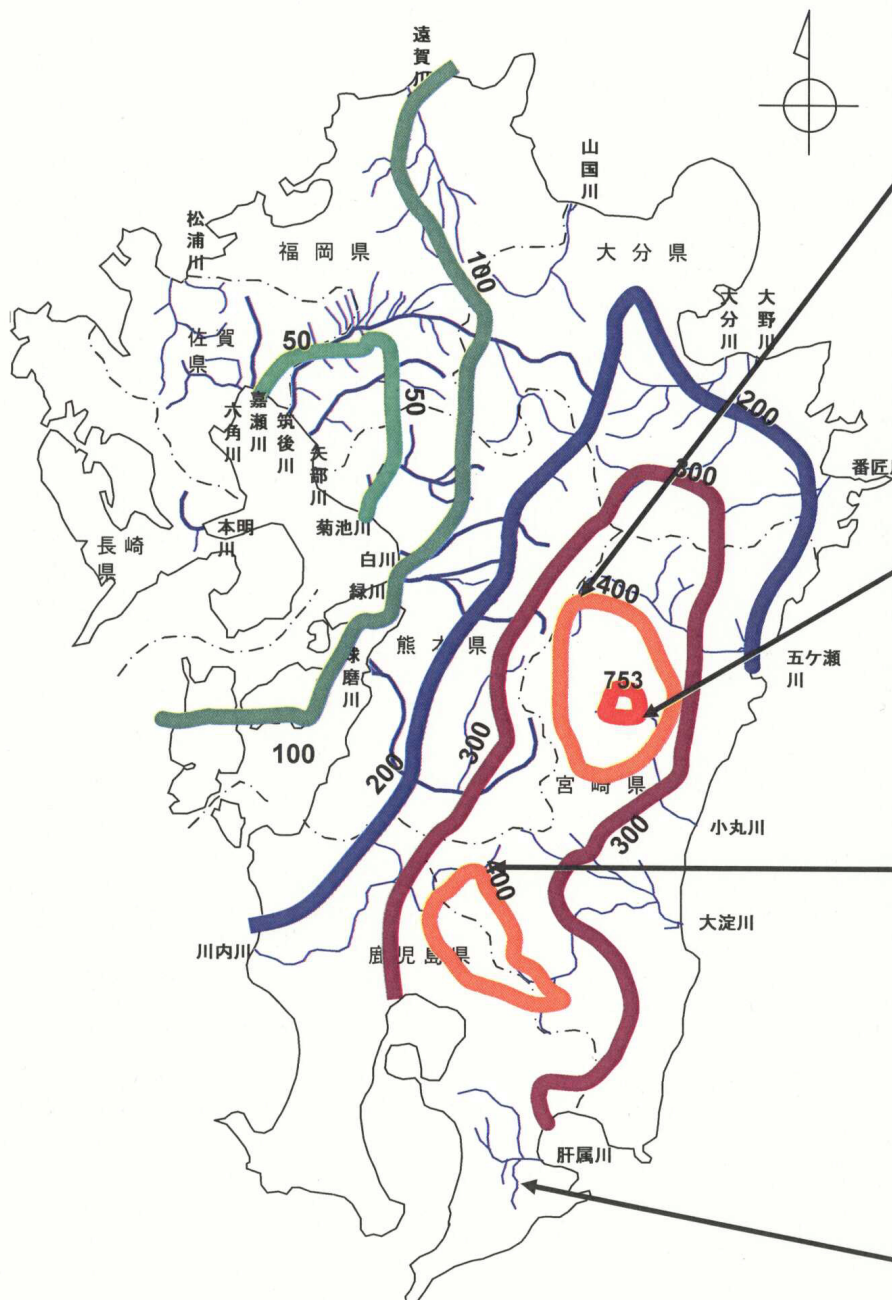 遠賀川
山国川
松浦川
福岡県
大分県
100
大分川
大野川
佐賀県
50
50
200
六角川
嘉瀬川
筑後川
矢部川
300
番匠
菊池川
本明川
長崎県
白川
緑川
400
熊本県
球磨川
五ケ瀬川
753
300
100
200
宮崎県
300
小丸川
400
大淀川
川内川
鹿児島県
肝属川